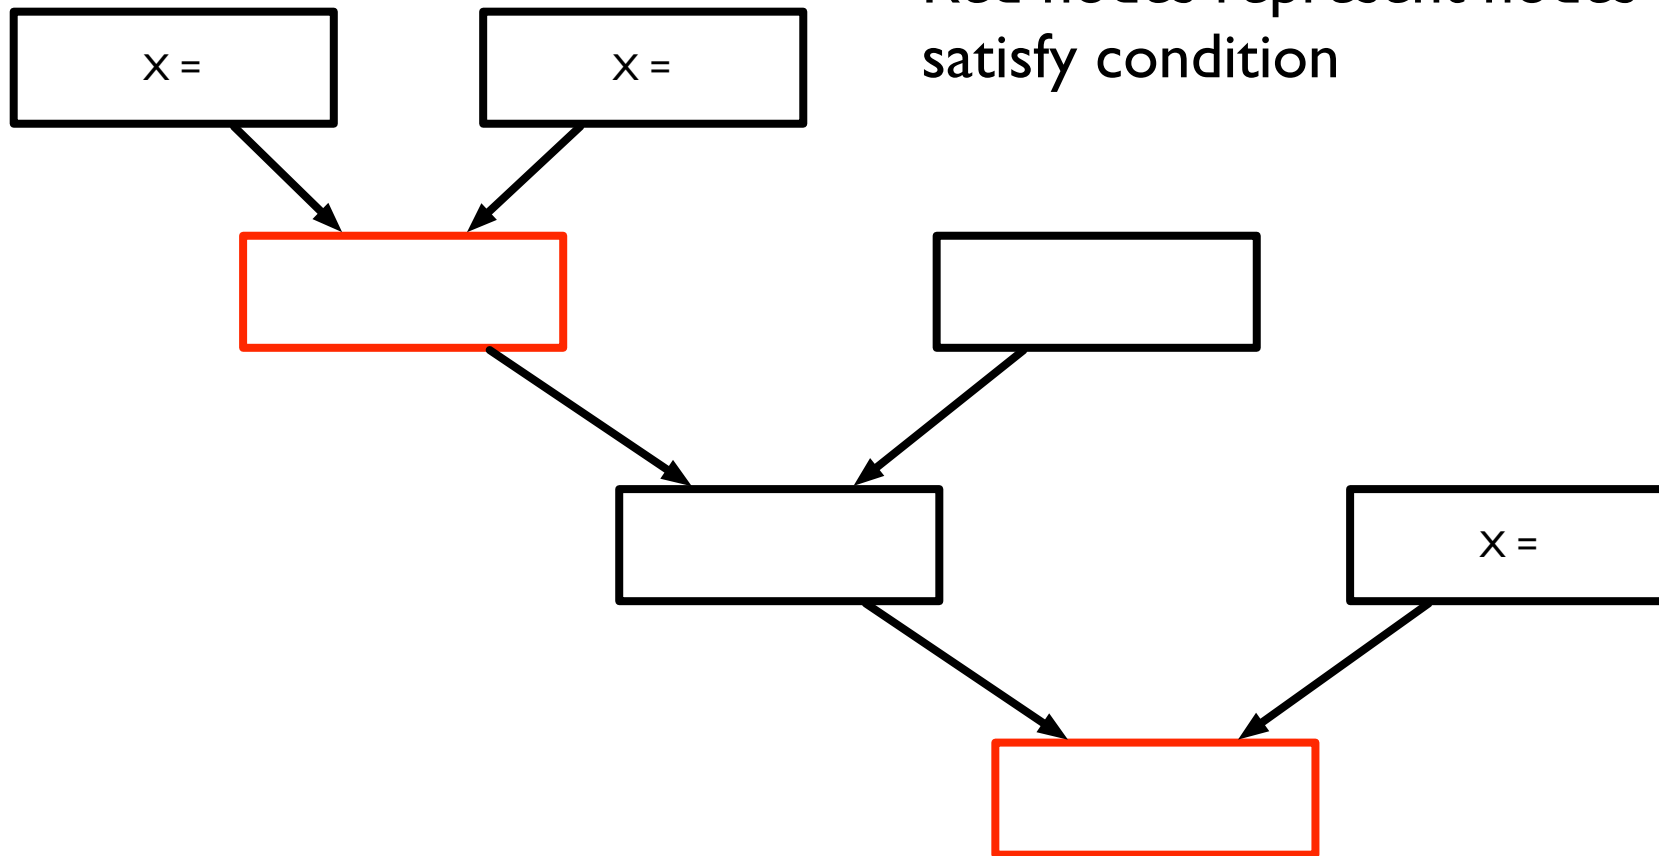 X =
X =
satisfy condition
X =